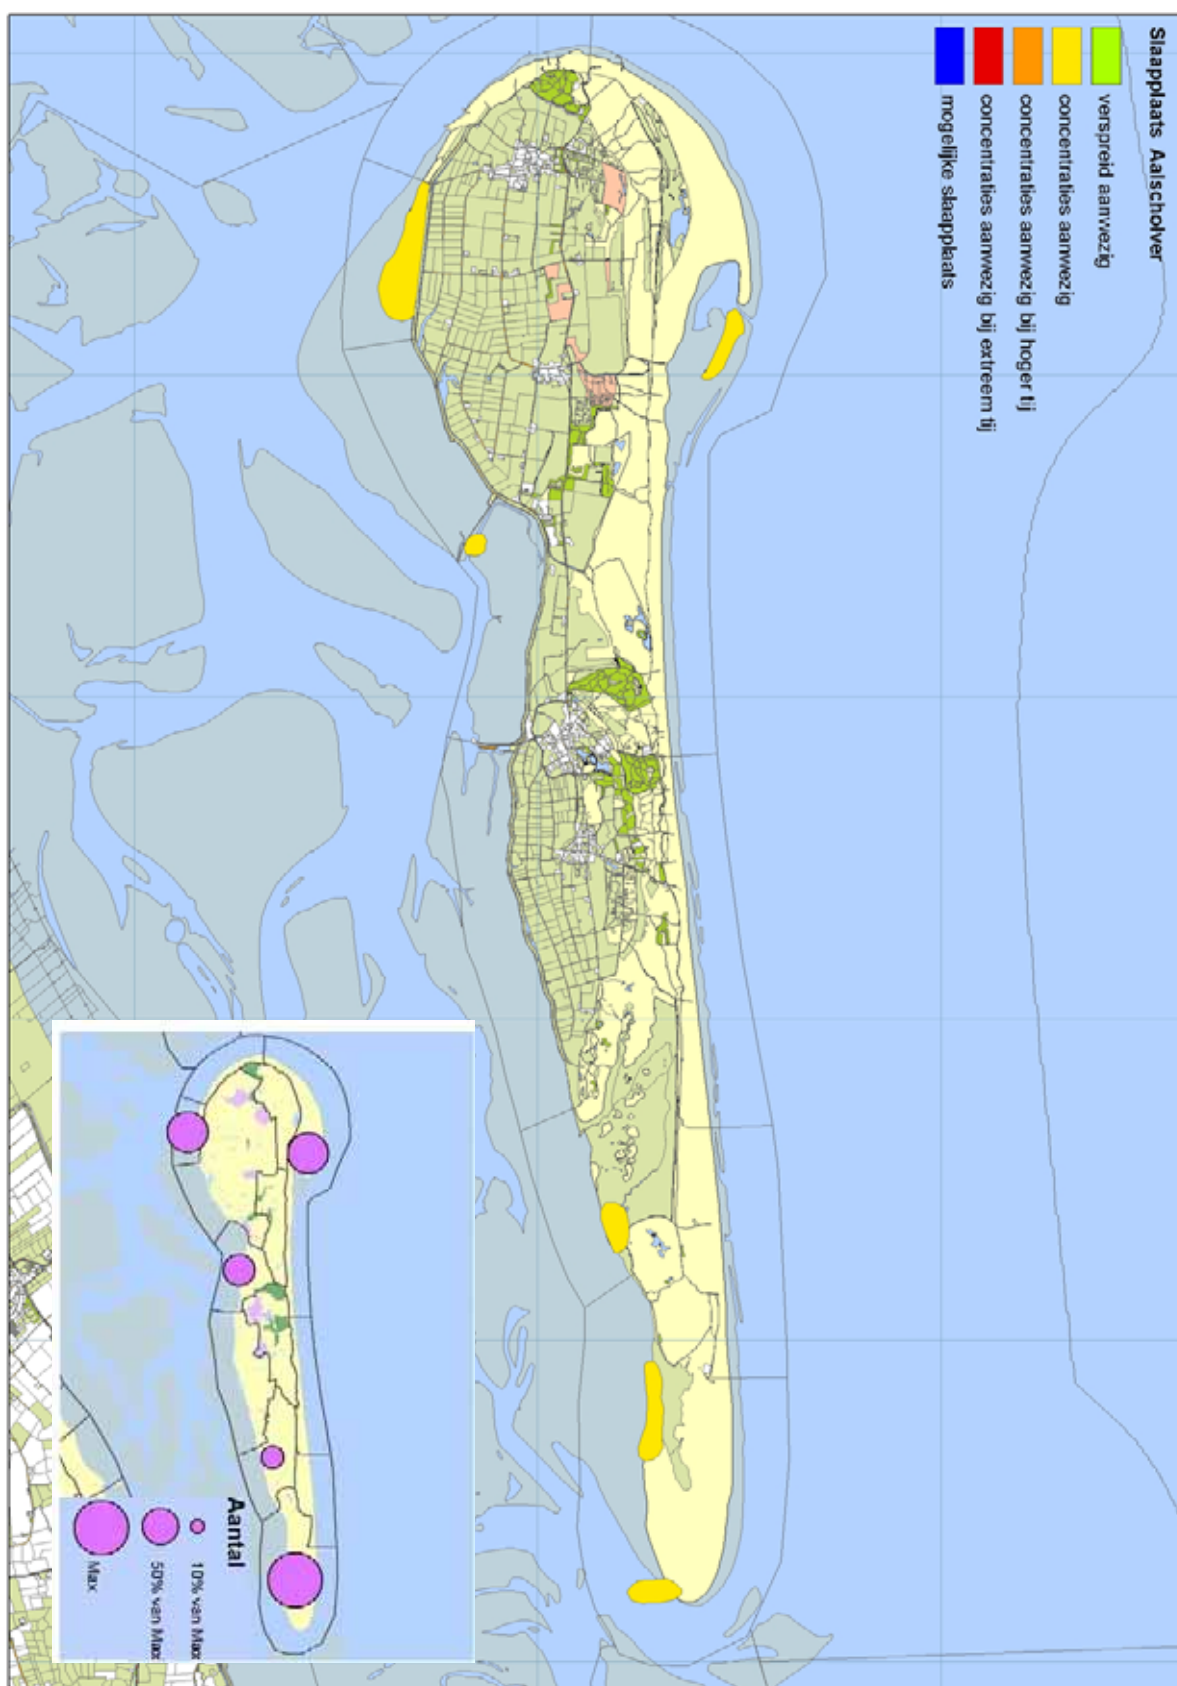 Slaapplaats Aalscholver
verspreid aanwezig
concentraties aanwezig
concentraties aanwezig bij hoger tij
concentraties aanwezig bij extreem tij
mogelijke slaapplaats
Aantal
10% van Max
50% van Max
Max